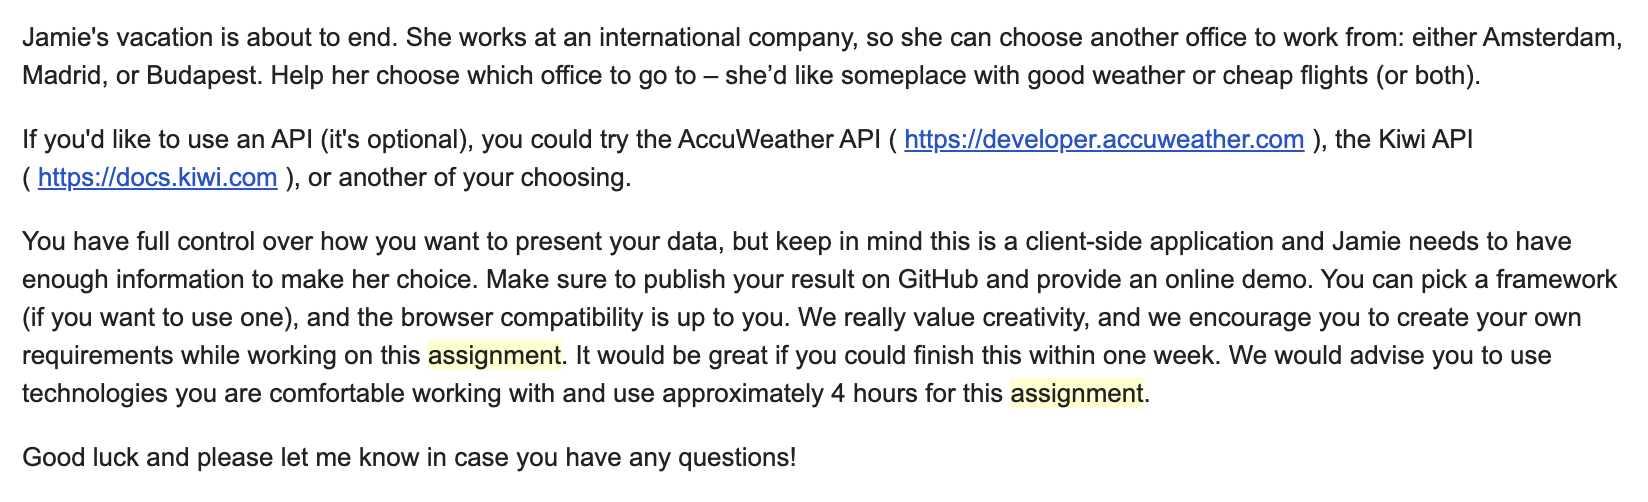 Jamie's vacation is about to end. She works at an international company, so she can choose another office to work from: either Amsterdam,
Madrid, or Budapest. Help her choose which office to go to – she’d like someplace with good weather or cheap flights (or both).
If you'd like to use an API (it's optional), you could try the AccuWeather API ( https://developer.accuweather.com ), the Kiwi API
( https://docs.kiwi.com ), or another of your choosing.
You have full control over how you want to present your data, but keep in mind this is a client-side application and Jamie needs to have
enough information to make her choice. Make sure to publish your result on GitHub and provide an online demo. You can pick a framework
(if you want to use one), and the browser compatibility is up to you. We really value creativity, and we encourage you to create your own
requirements while working on this assignment. It would be great if you could finish this within one week. We would advise you to use
technologies you are comfortable working with and use approximately 4 hours for this assignment.
Good luck and please let me know in case you have any questions!